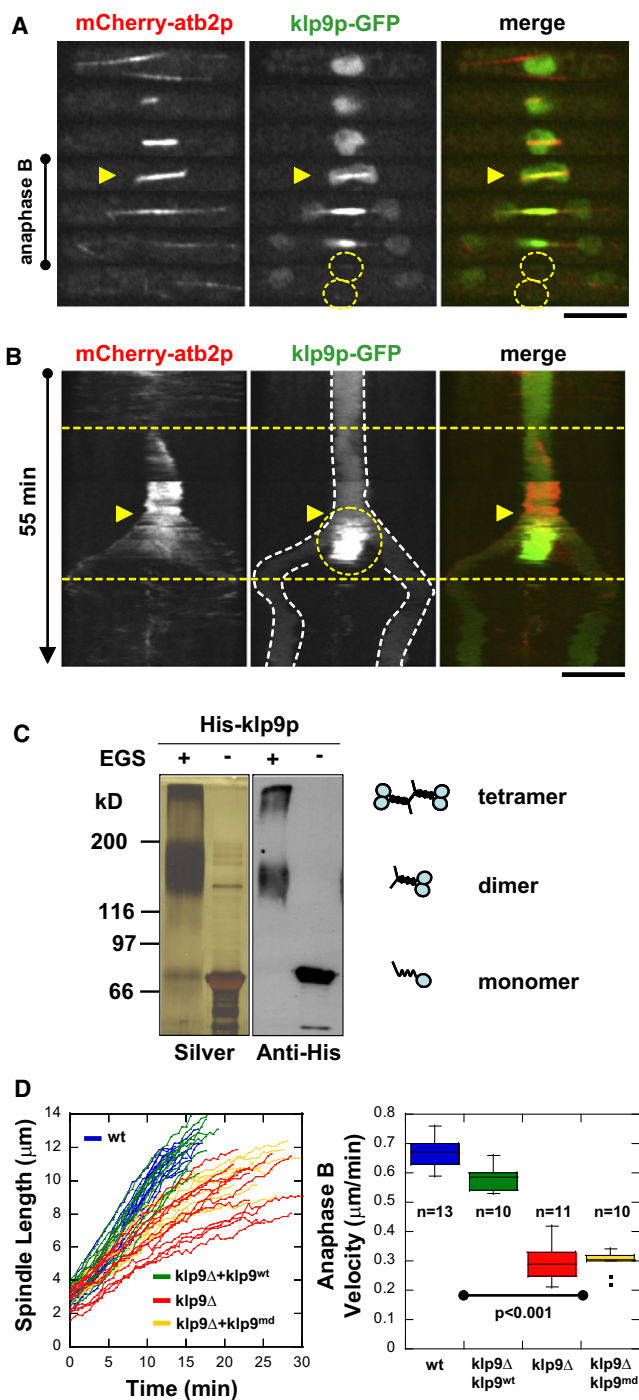 A
mCherry-atb2p klp9p-GFP merge
anaphase B
B
mCherry-atb2p klp9p-GFP merge
55 min
C
His-klp9p
EGS + - + -
kD
200
116
97
66
Silver Anti-His
tetramer
dimer
monomer
D
Spindle Length (μm)
14
12
10
8
6
4
2
0
wt
klp9Δ+klp9wt
klp9Δ
klp9Δ+klp9md
0 5 10 15 20 25 30
Time (min)
Anaphase B
Velocity (μm/min)
0.8
0.7
0.6
0.5
0.4
0.3
0.2
0.1
0
n=13 n=10 n=11 n=10
p<0.001
wt klp9Δ klp9Δ klp9Δ
klp9wt klp9md